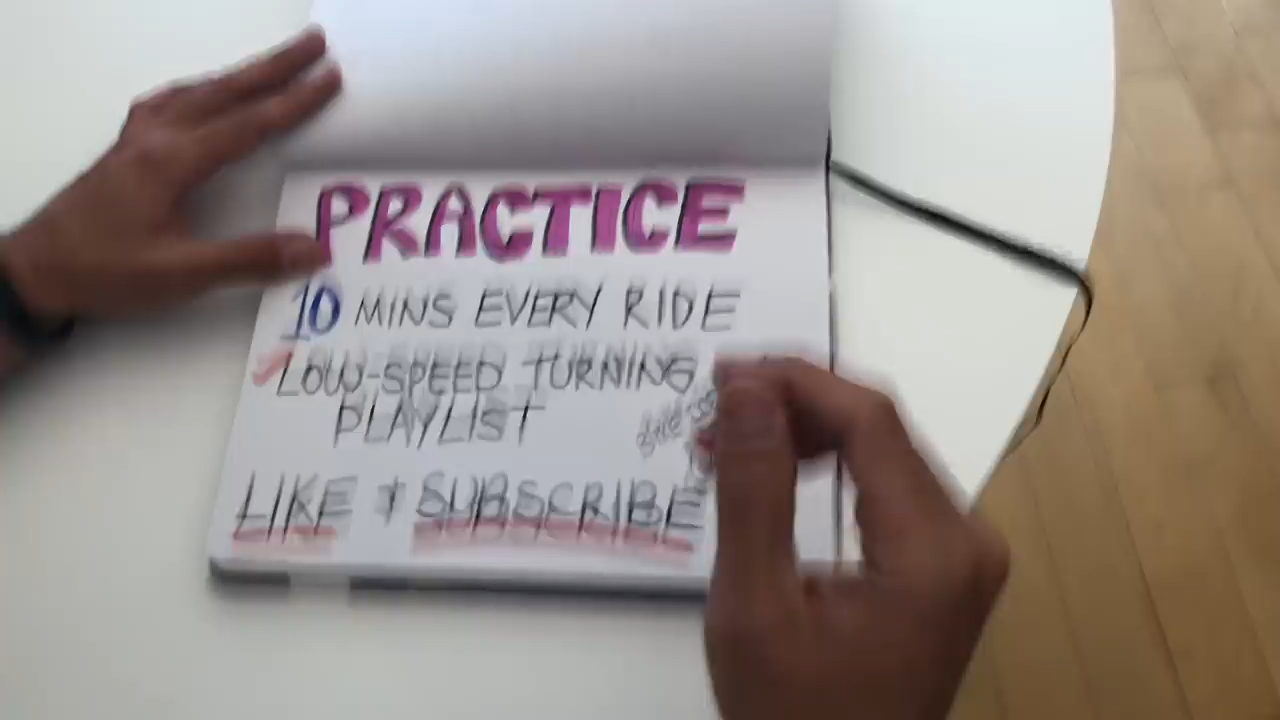 PRACTICE
10 MINS EVERY RIDE
LOW-SPEED TURNING
PLAYLIST
LIKE + SUBSCRIBE